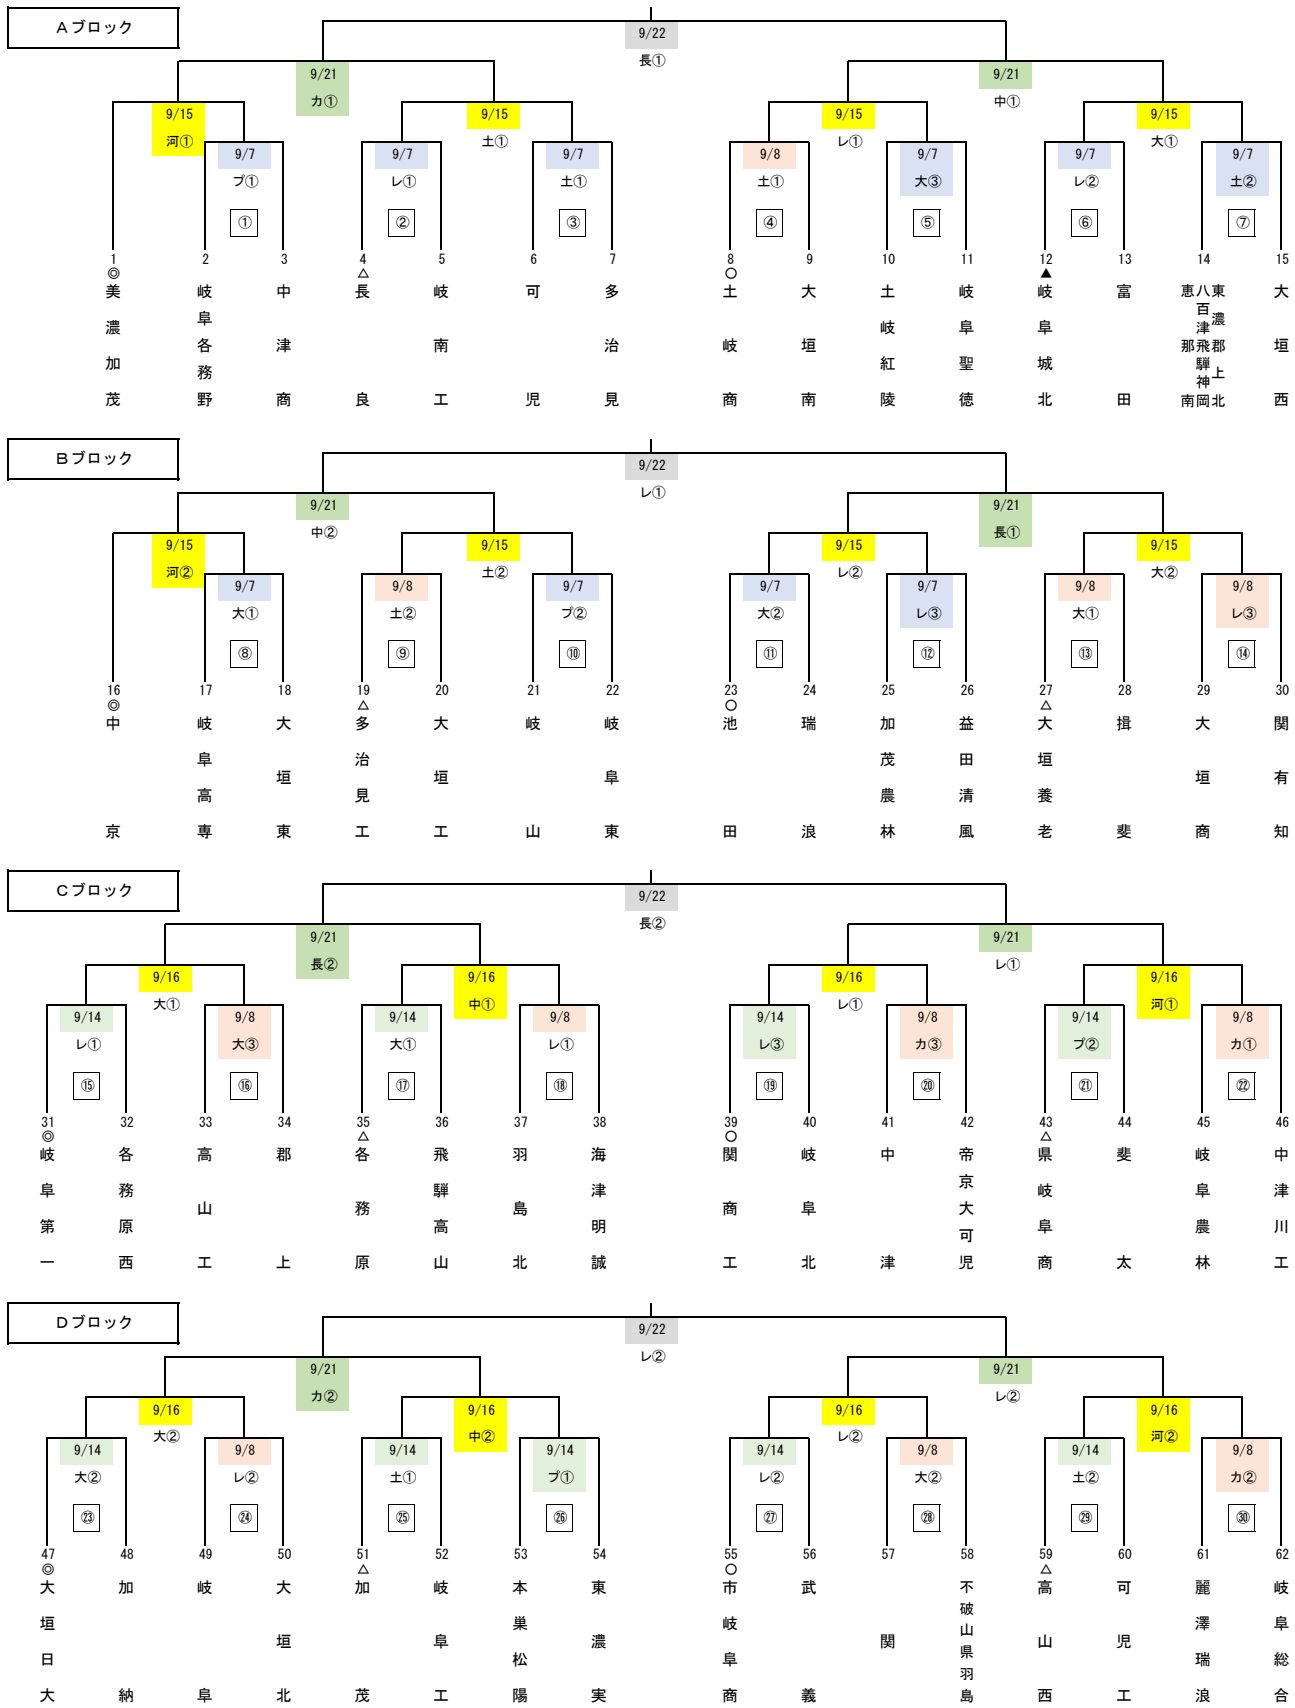 Aブロック
9/22
長①
9/21
カ①
9/21
中①
9/15
河①
9/15
土①
9/15
レ①
9/15
大①
9/7
プ①
9/7
レ①
9/7
土①
9/8
土①
9/7
大③
9/7
レ②
9/7
土②
① ② ③ ④ ⑤ ⑥ ⑦
1 2 3 4 5 6 7 8 9 10 11 12 13 14 15
◎ △ ○ ▲
美濃加茂
岐阜各務野
中津商
長良
岐南工
可児
多治見
土岐商
大垣南
土岐紅陵
岐阜聖徳
岐阜城北
富田
東濃郡上北
八百津飛騨神岡
恵那南
大垣西
Bブロック
9/22
レ①
9/21
中②
9/21
長①
9/15
河②
9/15
土②
9/15
レ②
9/15
大②
9/7
大①
9/8
土②
9/7
プ②
9/7
大②
9/7
レ③
9/8
大①
9/8
レ③
⑧ ⑨ ⑩ ⑪ ⑫ ⑬ ⑭
16 17 18 19 20 21 22 23 24 25 26 27 28 29 30
◎ △ ○ △
中京
岐阜高専
大垣東
多治見工
大垣工
岐山
岐阜東
池田
瑞浪
加茂農林
益田清風
大垣養老
揖斐
大垣商
関有知
Cブロック
9/22
長②
9/21
長②
9/21
レ①
9/16
大①
9/16
中①
9/16
レ①
9/16
河①
9/14
レ①
9/8
大③
9/14
大①
9/8
レ①
9/14
レ③
9/8
カ③
9/14
プ②
9/8
カ①
⑮ ⑯ ⑰ ⑱ ⑲ ⑳ ㉑ ㉒
31 32 33 34 35 36 37 38 39 40 41 42 43 44 45 46
◎ △ ○ △
岐阜第一
各務原西
高山工
郡上
各務原
飛騨高山
羽島北
海津明誠
関商工
岐阜北
中津
帝京大可児
県岐阜商
斐太
岐阜農林
中津川工
Dブロック
9/22
レ②
9/21
カ②
9/21
レ②
9/16
大②
9/16
中②
9/16
レ②
9/16
河②
9/14
大②
9/8
レ②
9/14
土①
9/14
プ①
9/14
レ②
9/8
大②
9/14
土②
9/8
カ②
㉓ ㉔ ㉕ ㉖ ㉗ ㉘ ㉙ ㉚
47 48 49 50 51 52 53 54 55 56 57 58 59 60 61 62
◎ △ ○ △
大垣日大
加納
岐阜
大垣北
加茂
岐阜工
本巣松陽
東濃実
市岐阜商
武義
関
不破山県羽島
高山西
可児工
麗澤瑞浪
岐阜総合